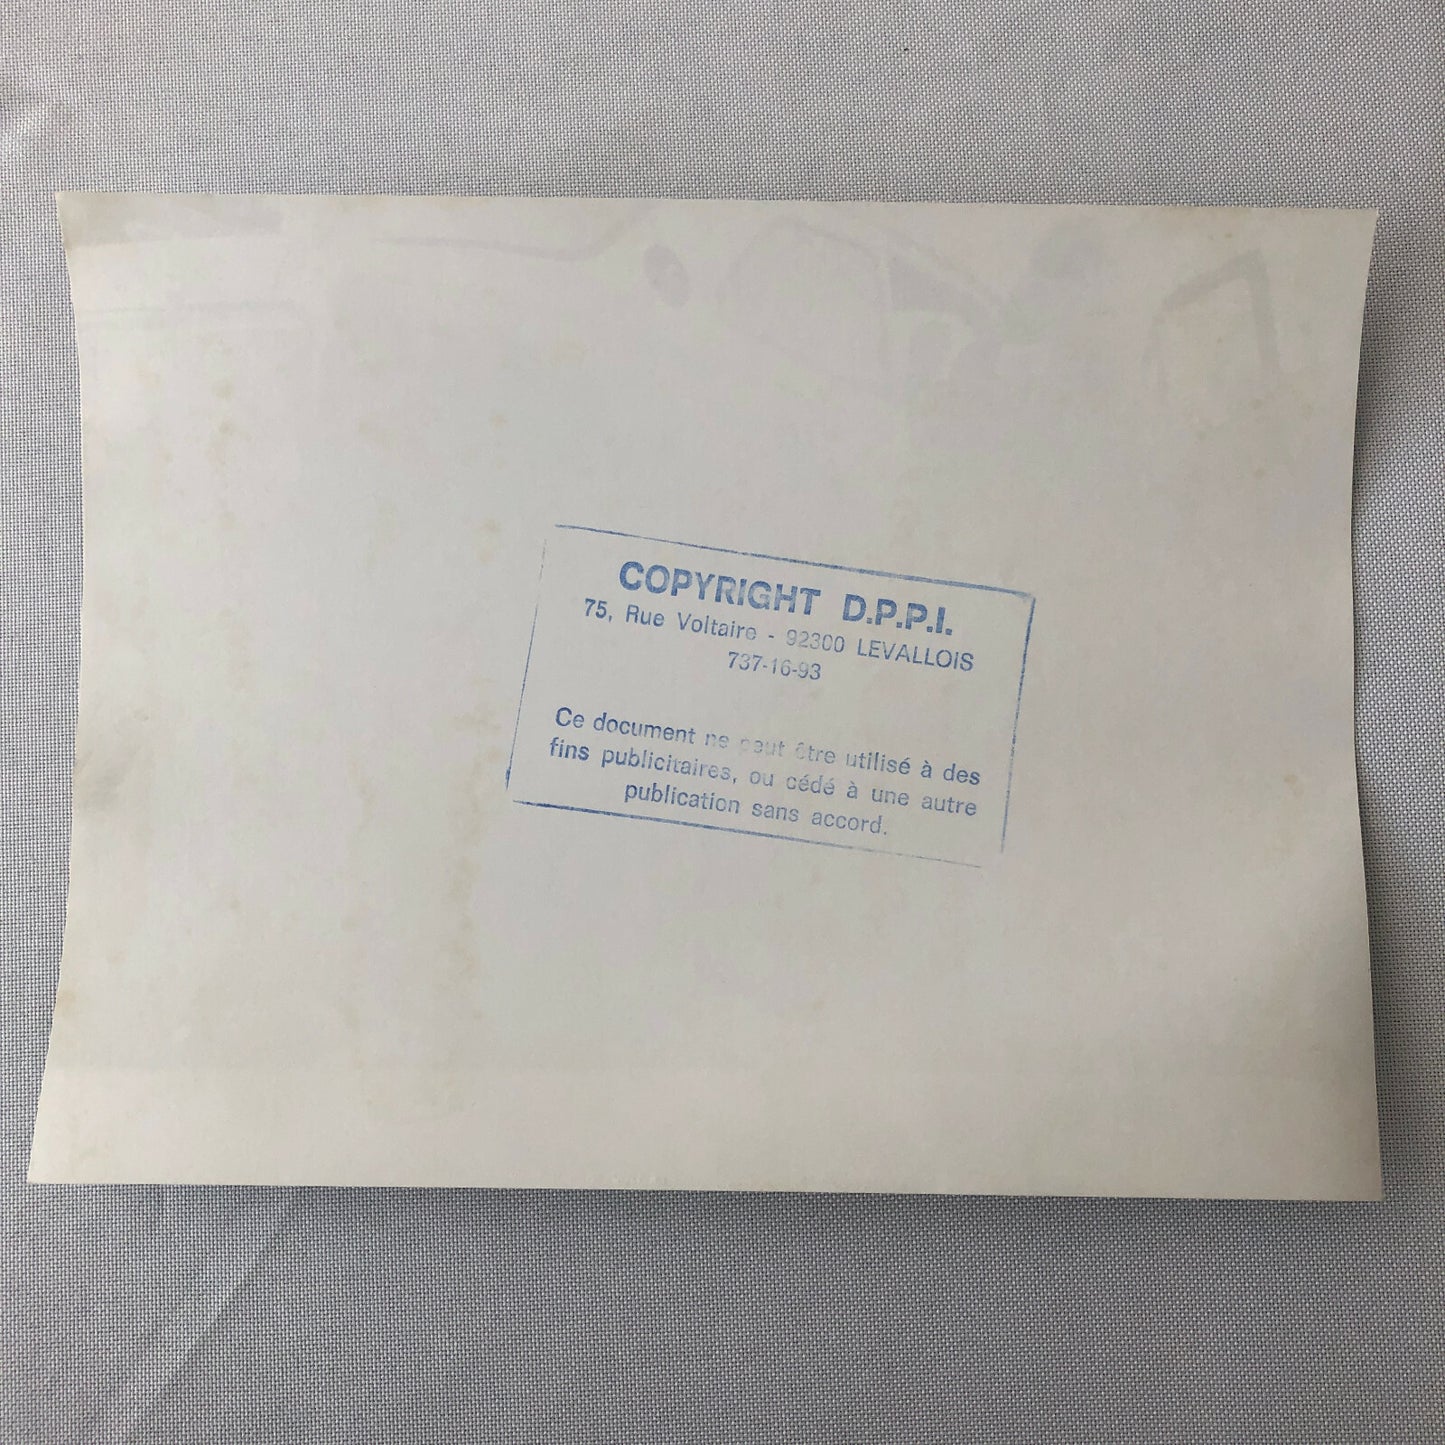 COPYRIGHT D.P.P.I.
75, Rue Voltaire - 92300 LEVALLOIS
737-16-93
Ce document ne peut être utilisé à des
fins publicitaires, ou cédé à une autre
publication sans accord.